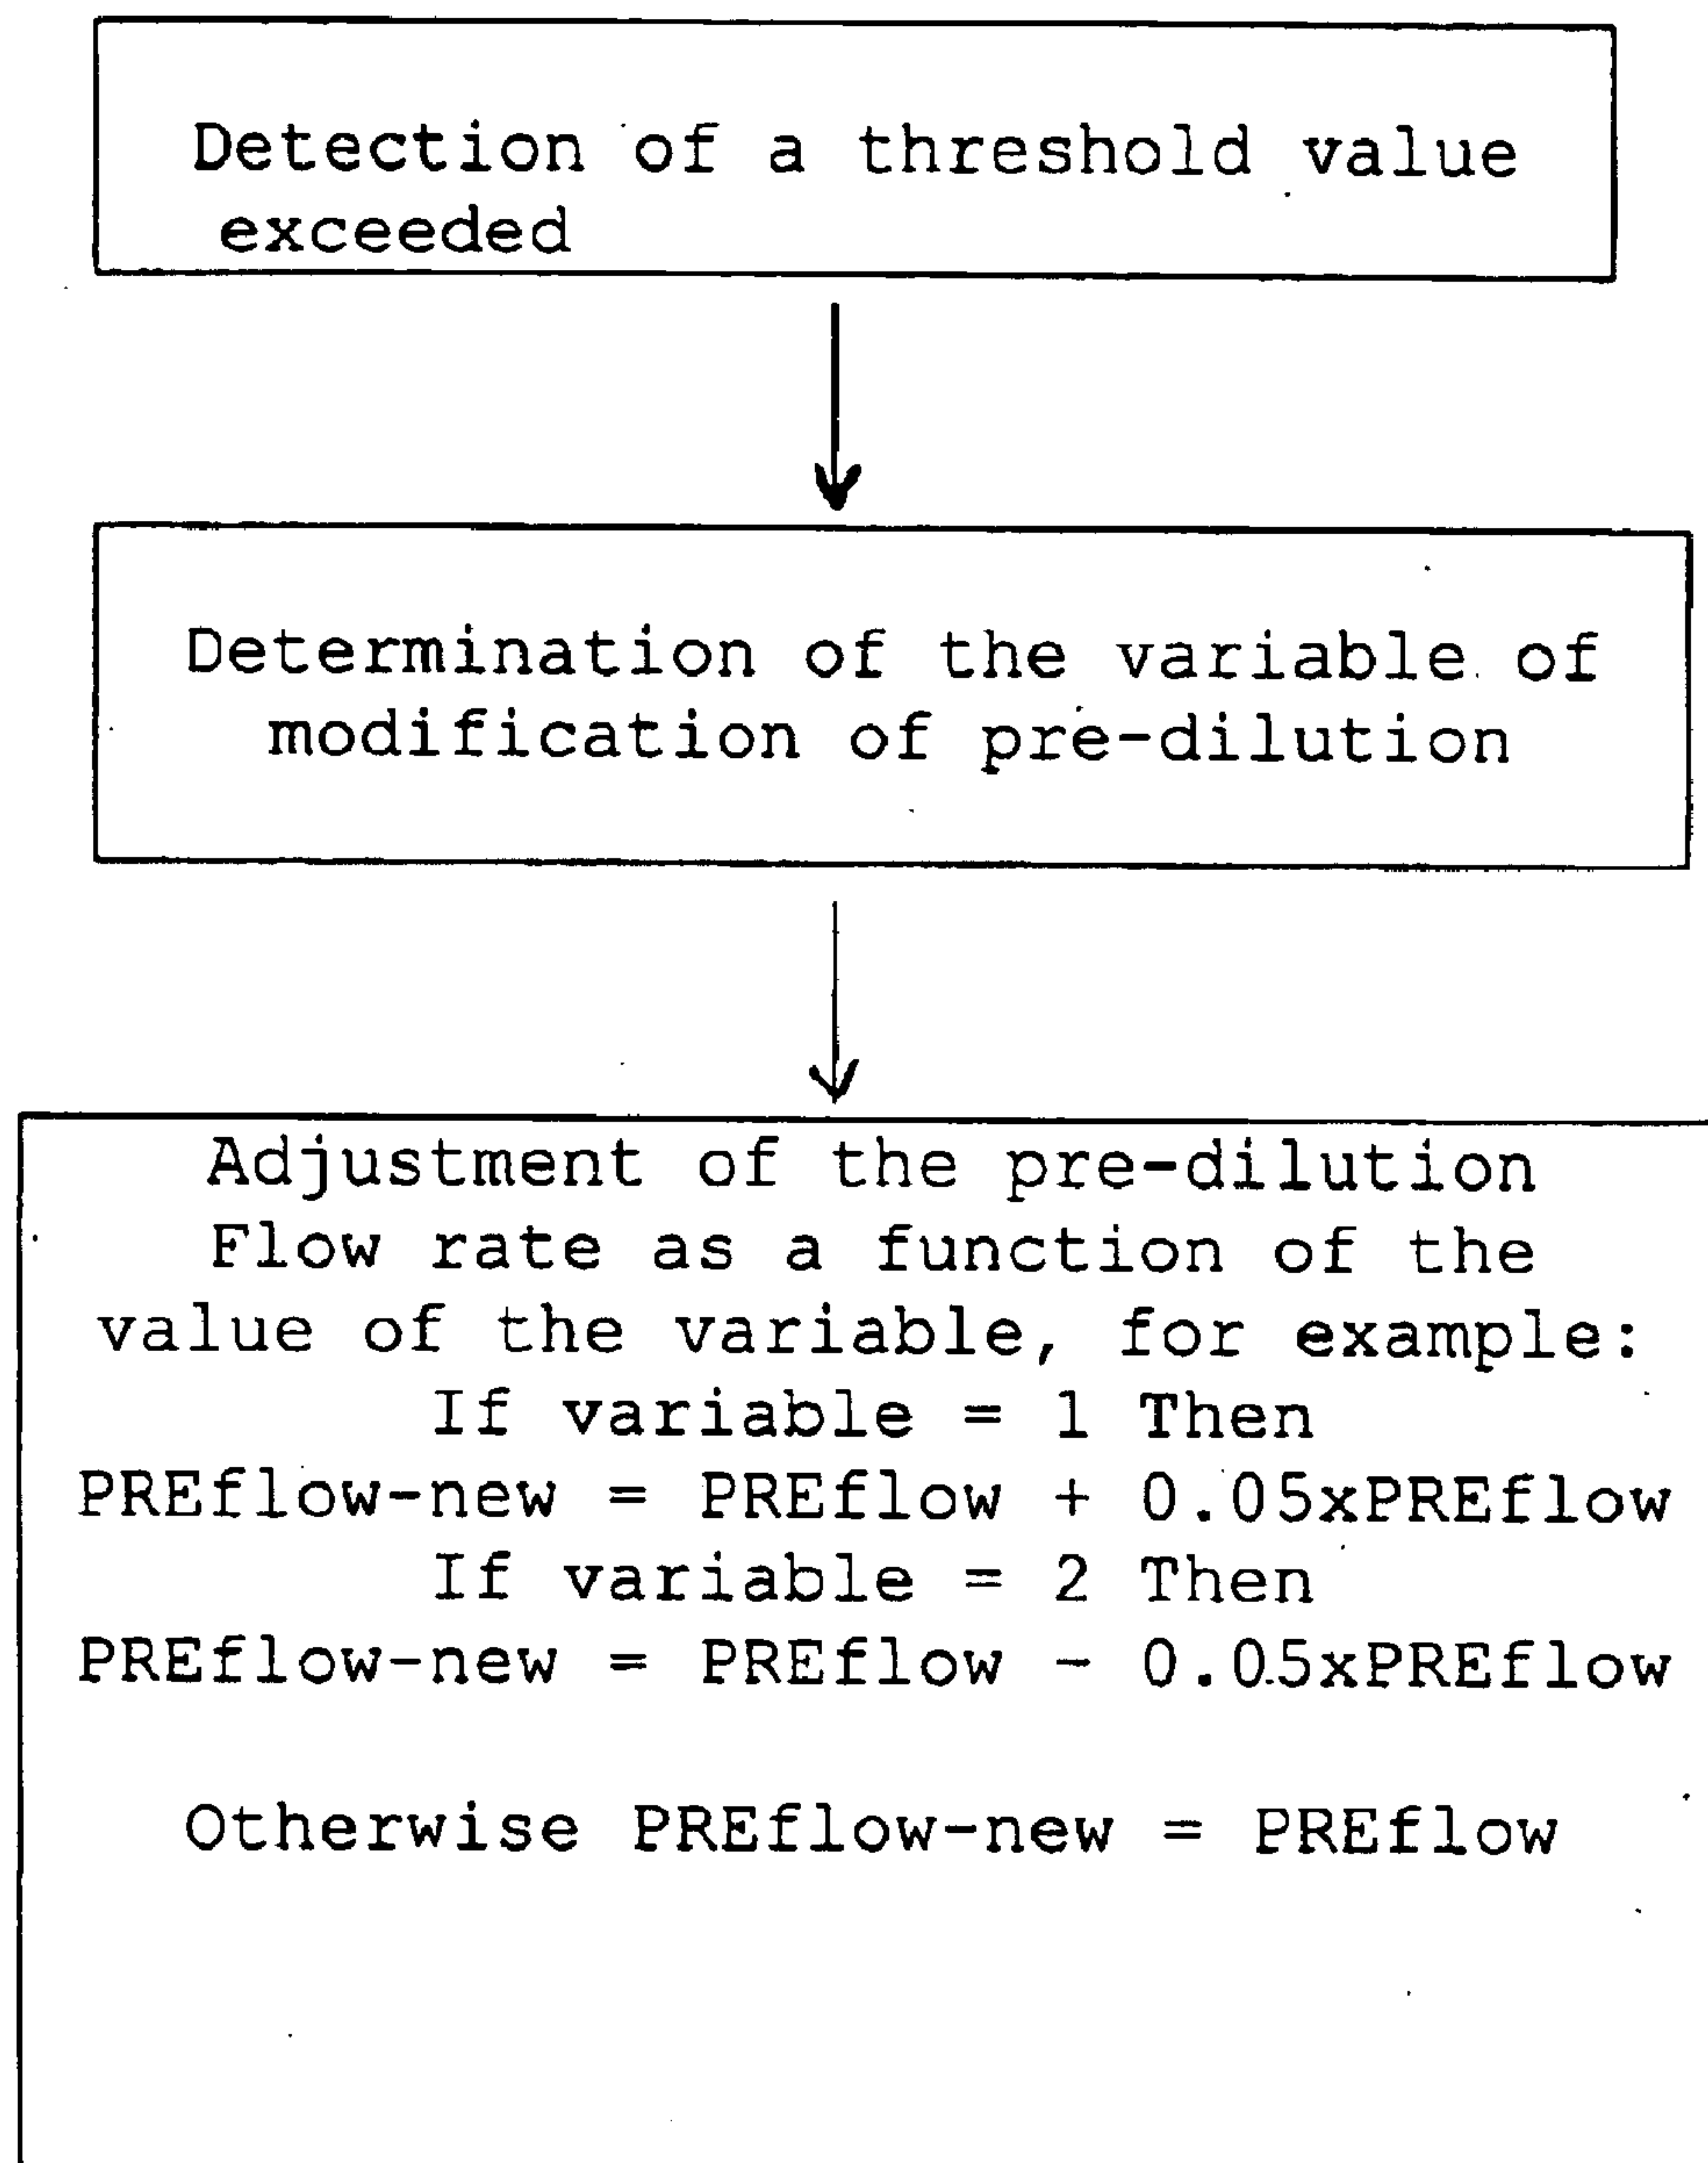 Detection of a threshold value
exceeded
Determination of the variable of
modification of pre-dilution
Adjustment of the pre-dilution
Flow rate as a function of the
value of the variable, for example:
If variable = 1 Then
PREflow-new = PREflow + 0.05xPREflow
If variable = 2 Then
PREflow-new = PREflow - 0.05xPREflow
Otherwise PREflow-new = PREflow